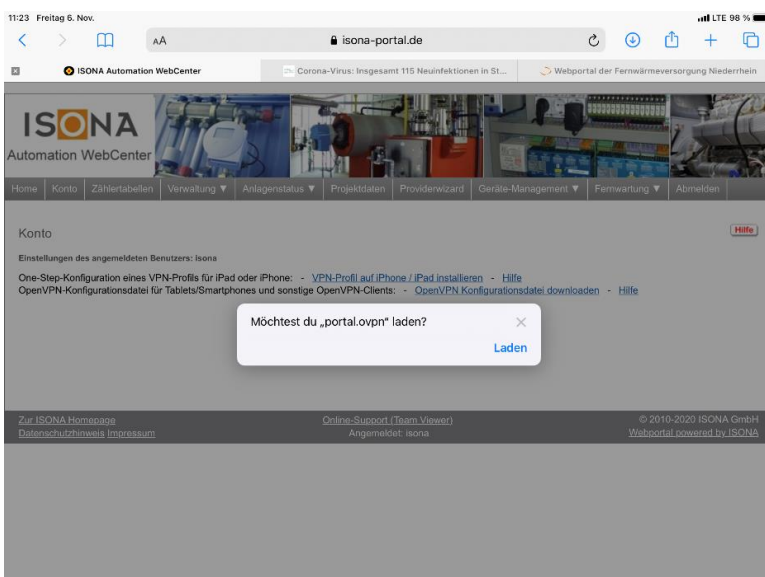 11:23 Freitag 6. Nov.
LTE 98 %
AA
isona-portal.de
ISONA Automation WebCenter
Corona-Virus: Insgesamt 115 Neuinfektionen in St...
Webportal der Fernwärmeversorgung Niederrhein
ISONA
Automation WebCenter
Home Konto Zählertabellen Verwaltung ▼ Anlagenstatus ▼ Projektdaten Providerwizard Geräte-Management ▼ Fernwartung ▼ Abmelden
Konto
Hilfe
Einstellungen des angemeldeten Benutzers: isona
One-Step-Konfiguration eines VPN-Profils für iPad oder iPhone: - VPN-Profil auf iPhone / iPad installieren - Hilfe
OpenVPN-Konfigurationsdatei für Tablets/Smartphones und sonstige OpenVPN-Clients: - OpenVPN Konfigurationsdatei downloaden - Hilfe
Möchtest du „portal.ovpn“ laden?
Laden
Zur ISONA Homepage
Online-Support (Team Viewer)
© 2010-2020 ISONA GmbH
Datenschutzhinweis Impressum
Angemeldet: isona
Webportal powered by ISONA